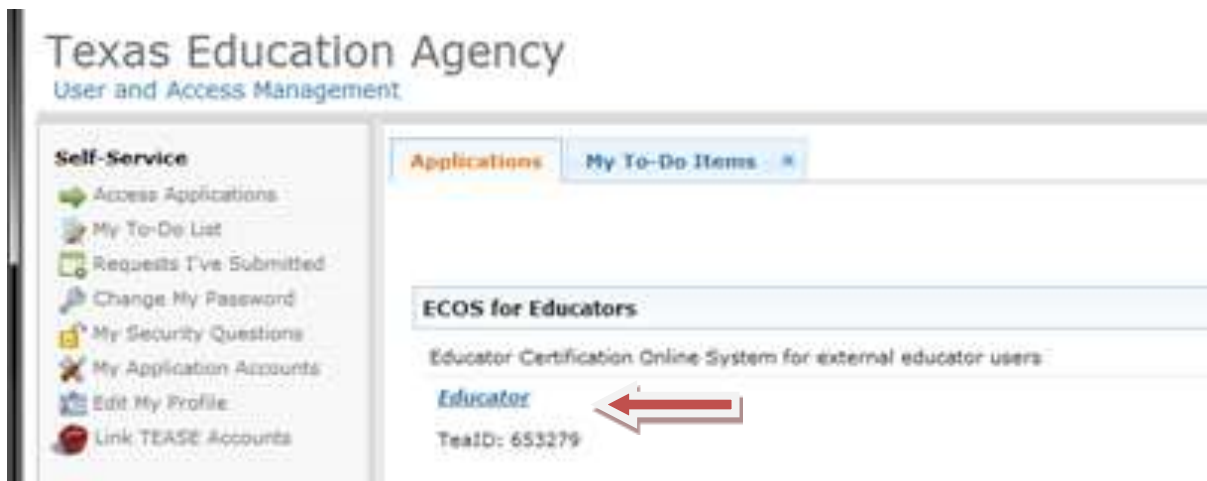 Texas Education Agency
User and Access Management
Self-Service
Access Applications
My To-Do List
Requests I've Submitted
Change My Password
My Security Questions
My Application Accounts
Edit My Profile
Link TEASE Accounts
Applications
My To-Do Items
ECOS for Educators
Educator Certification Online System for external educator users
Educator
TeaID: 653279